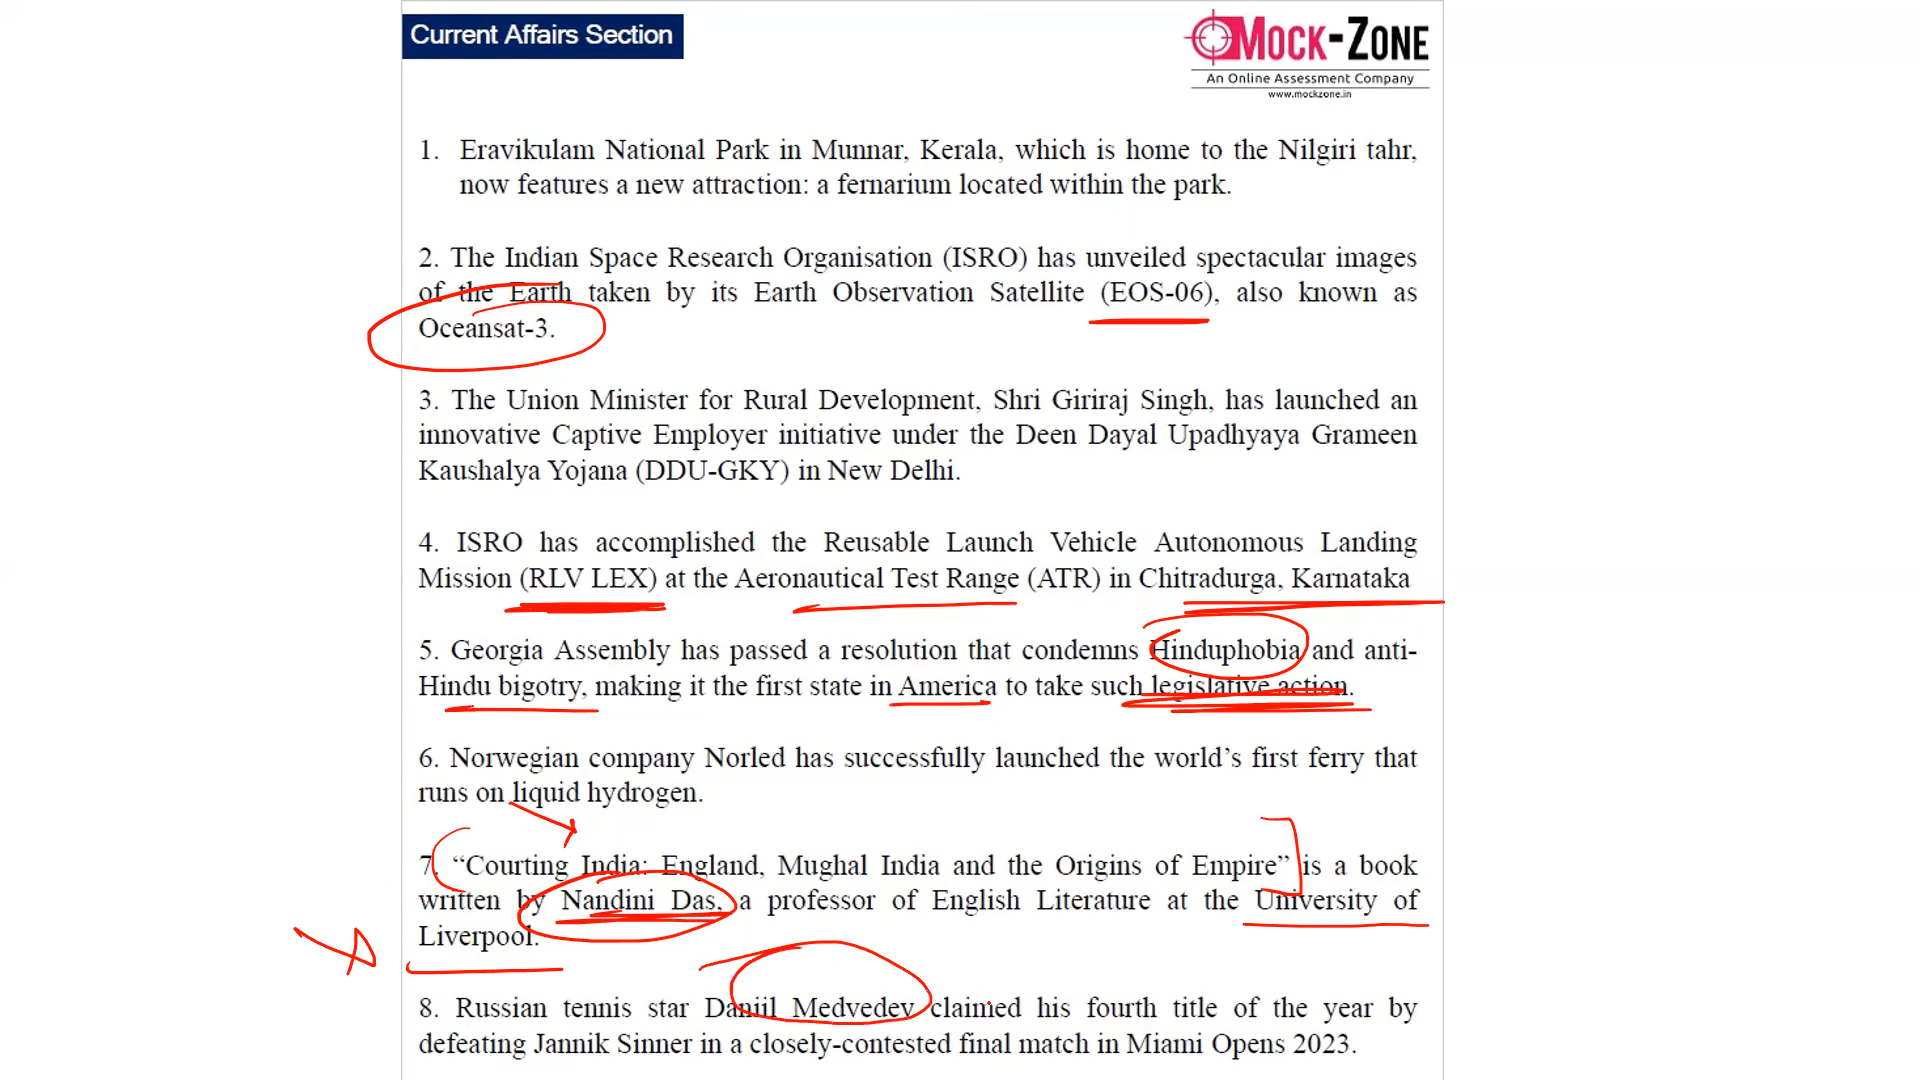 Current Affairs Section
MOCK-ZONE
An Online Assessment Company
www.mockzone.in
1. Eravikulam National Park in Munnar, Kerala, which is home to the Nilgiri tahr,
now features a new attraction: a fernarium located within the park.
2. The Indian Space Research Organisation (ISRO) has unveiled spectacular images
of the Earth taken by its Earth Observation Satellite (EOS-06), also known as
Oceansat-3.
3. The Union Minister for Rural Development, Shri Giriraj Singh, has launched an
innovative Captive Employer initiative under the Deen Dayal Upadhyaya Grameen
Kaushalya Yojana (DDU-GKY) in New Delhi.
4. ISRO has accomplished the Reusable Launch Vehicle Autonomous Landing
Mission (RLV LEX) at the Aeronautical Test Range (ATR) in Chitradurga, Karnataka
5. Georgia Assembly has passed a resolution that condemns Hinduphobia and anti-
Hindu bigotry, making it the first state in America to take such legislative action.
6. Norwegian company Norled has successfully launched the world’s first ferry that
runs on liquid hydrogen.
7. “Courting India: England, Mughal India and the Origins of Empire” is a book
written by Nandini Das, a professor of English Literature at the University of
Liverpool.
8. Russian tennis star Daniil Medvedev claimed his fourth title of the year by
defeating Jannik Sinner in a closely-contested final match in Miami Opens 2023.